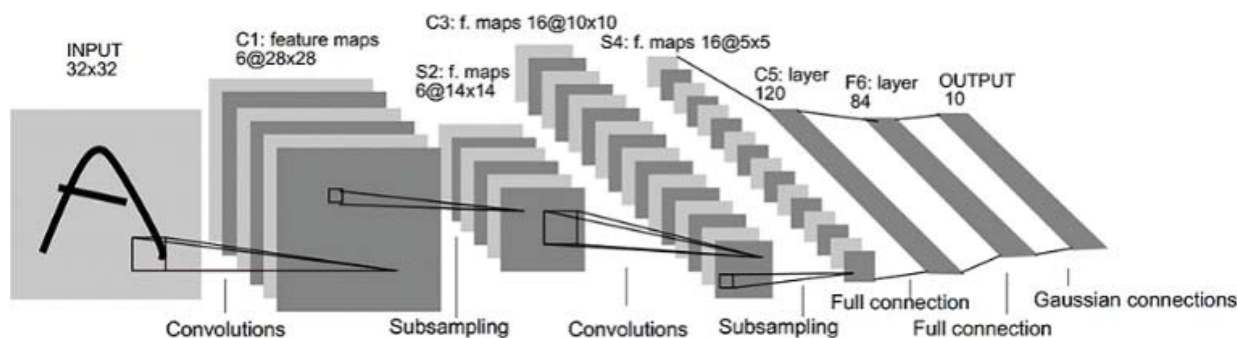 INPUT
32x32
C1: feature maps
6@28x28
S2: f. maps
6@14x14
C3: f. maps 16@10x10
S4: f. maps 16@5x5
C5: layer
120
F6: layer
84
OUTPUT
10
Convolutions
Subsampling
Convolutions
Subsampling
Full connection
Full connection
Gaussian connections
A